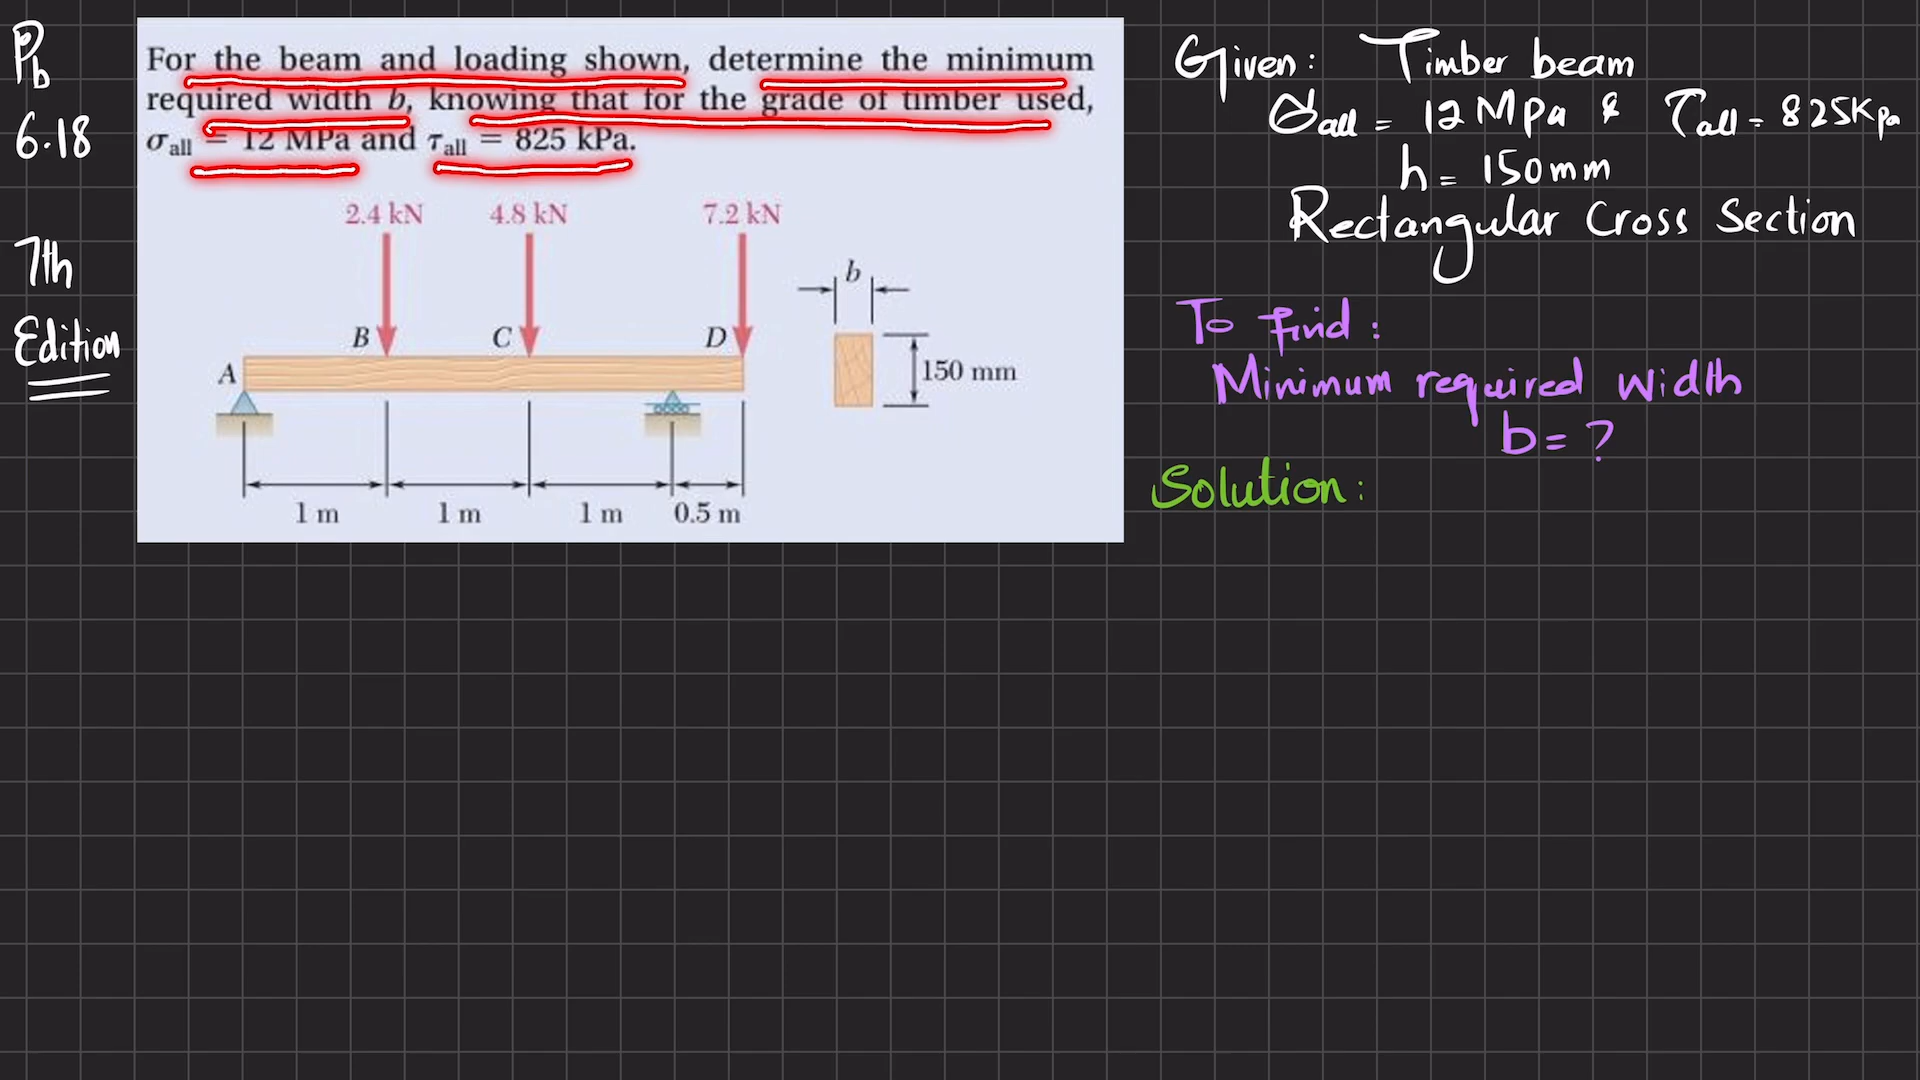 Pb
6.18
7th
Edition
For the beam and loading shown, determine the minimum
required width b, knowing that for the grade of timber used,
σall = 12 MPa and τall = 825 kPa.
2.4 kN 4.8 kN 7.2 kN
b
B C D
A
150 mm
1 m 1 m 1 m 0.5 m
Given: Timber beam
σall = 12 MPa & τall = 825 KPa
h = 150mm
Rectangular Cross Section
To find:
Minimum required width
b = ?
Solution: